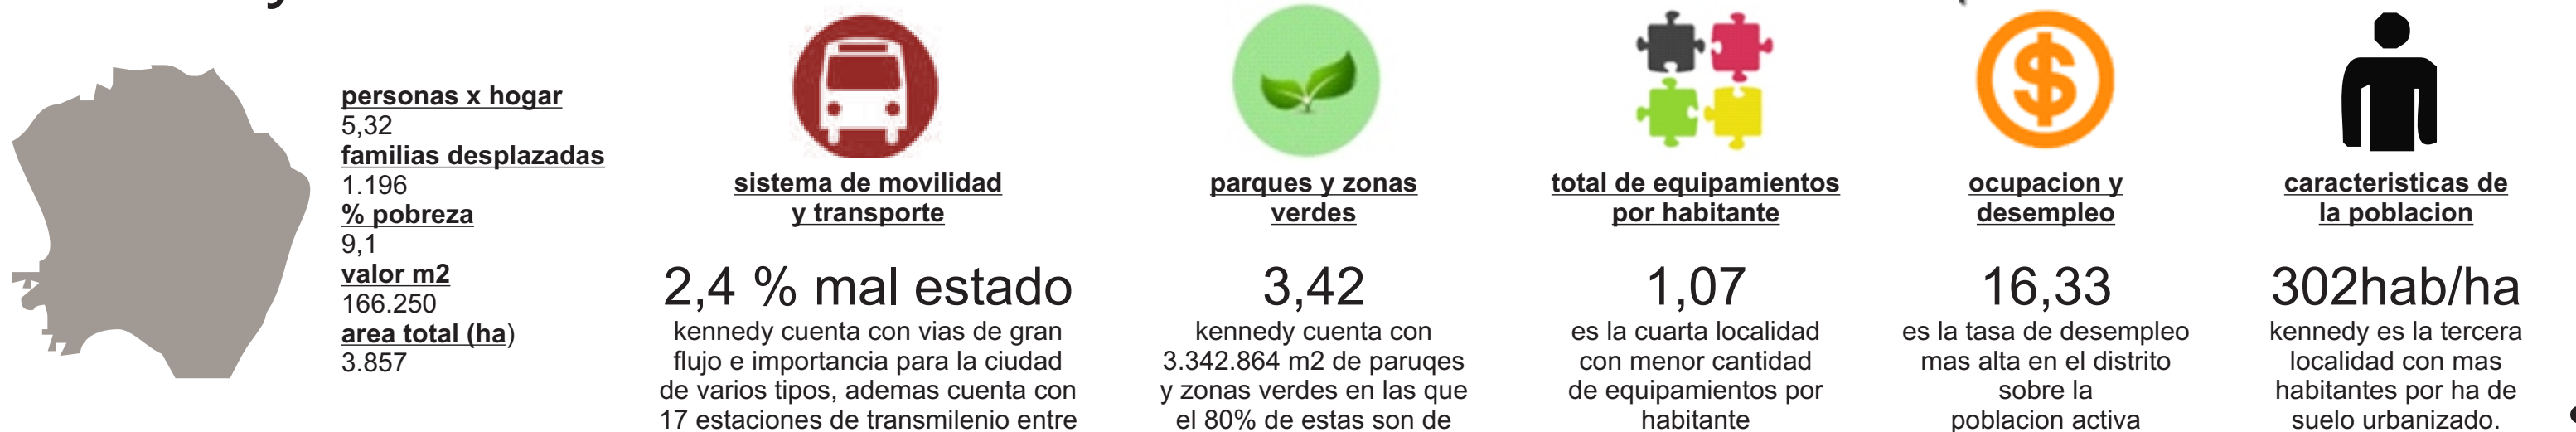 personas x hogar
5,32
familias desplazadas
1.196
% pobreza
9,1
valor m2
166.250
area total (ha)
3.857
sistema de movilidad
y transporte
2,4 % mal estado
kennedy cuenta con vias de gran
flujo e importancia para la ciudad
de varios tipos, ademas cuenta con
17 estaciones de transmilenio entre
parques y zonas
verdes
3,42
kennedy cuenta con
3.342.864 m2 de paruqes
y zonas verdes en las que
el 80% de estas son de
total de equipamientos
por habitante
1,07
es la cuarta localidad
con menor cantidad
de equipamientos por
habitante
ocupacion y
desempleo
16,33
es la tasa de desempleo
mas alta en el distrito
sobre la
poblacion activa
caracteristicas de
la poblacion
302hab/ha
kennedy es la tercera
localidad con mas
habitantes por ha de
suelo urbanizado.